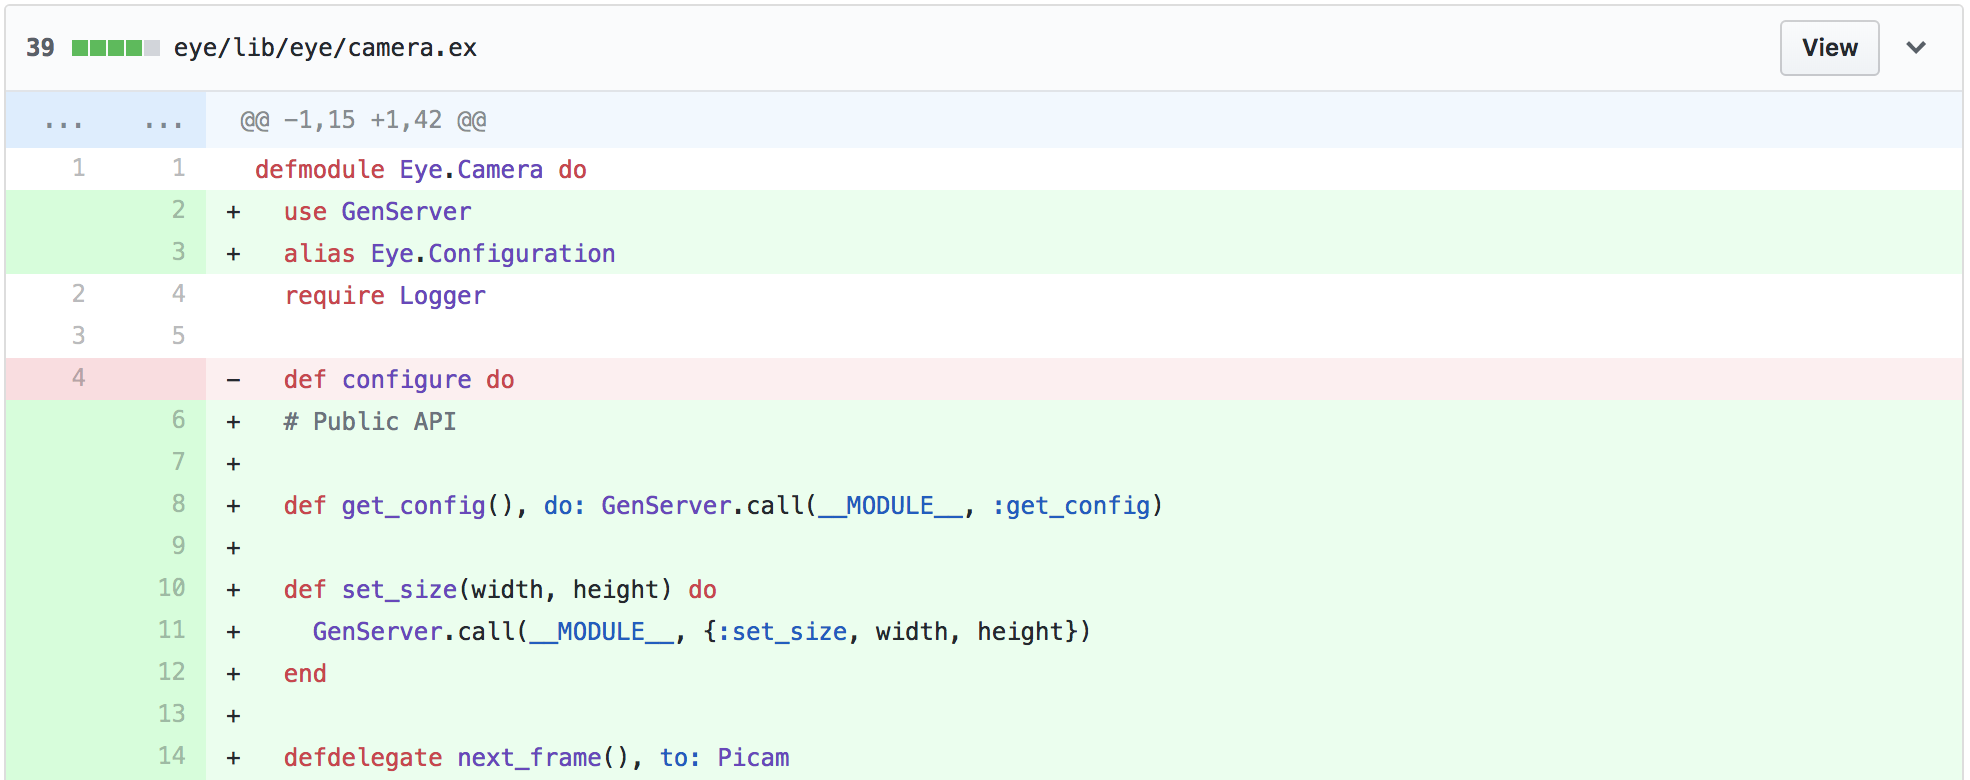 39 eye/lib/eye/camera.ex View
... ... @@ -1,15 +1,42 @@
1 1 defmodule Eye.Camera do
2 + use GenServer
3 + alias Eye.Configuration
2 4 require Logger
3 5
4 - def configure do
6 + # Public API
7 +
8 + def get_config(), do: GenServer.call(__MODULE__, :get_config)
9 +
10 + def set_size(width, height) do
11 + GenServer.call(__MODULE__, {:set_size, width, height})
12 + end
13 +
14 + defdelegate next_frame(), to: Picam